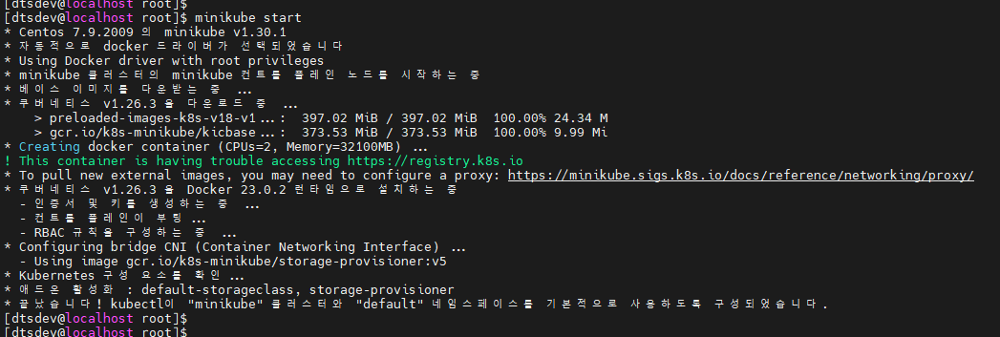 [dtsdev@localhost root]$
[dtsdev@localhost root]$ minikube start
* Centos 7.9.2009 의 minikube v1.30.1
* 자동적으로 docker 드라이버가 선택되었습니다
* Using Docker driver with root privileges
* minikube 클러스터의 minikube 컨트롤 플레인 노드를 시작하는 중
* 베이스 이미지를 다운받는 중 ...
* 쿠버네티스 v1.26.3 을 다운로드 중 ...
> preloaded-images-k8s-v18-v1...: 397.02 MiB / 397.02 MiB 100.00% 24.34 M
> gcr.io/k8s-minikube/kicbase...: 373.53 MiB / 373.53 MiB 100.00% 9.99 Mi
* Creating docker container (CPUs=2, Memory=32100MB) ...
! This container is having trouble accessing https://registry.k8s.io
* To pull new external images, you may need to configure a proxy: https://minikube.sigs.k8s.io/docs/reference/networking/proxy/
* 쿠버네티스 v1.26.3 을 Docker 23.0.2 런타임으로 설치하는 중
- 인증서 및 키를 생성하는 중 ...
- 컨트롤 플레인이 부팅 ...
- RBAC 규칙을 구성하는 중 ...
* Configuring bridge CNI (Container Networking Interface) ...
- Using image gcr.io/k8s-minikube/storage-provisioner:v5
* Kubernetes 구성 요소를 확인 ...
* 애드온 활성화 : default-storageclass, storage-provisioner
* 끝났습니다! kubectl이 "minikube" 클러스터와 "default" 네임스페이스를 기본적으로 사용하도록 구성되었습니다.
[dtsdev@localhost root]$
[dtsdev@localhost root]$